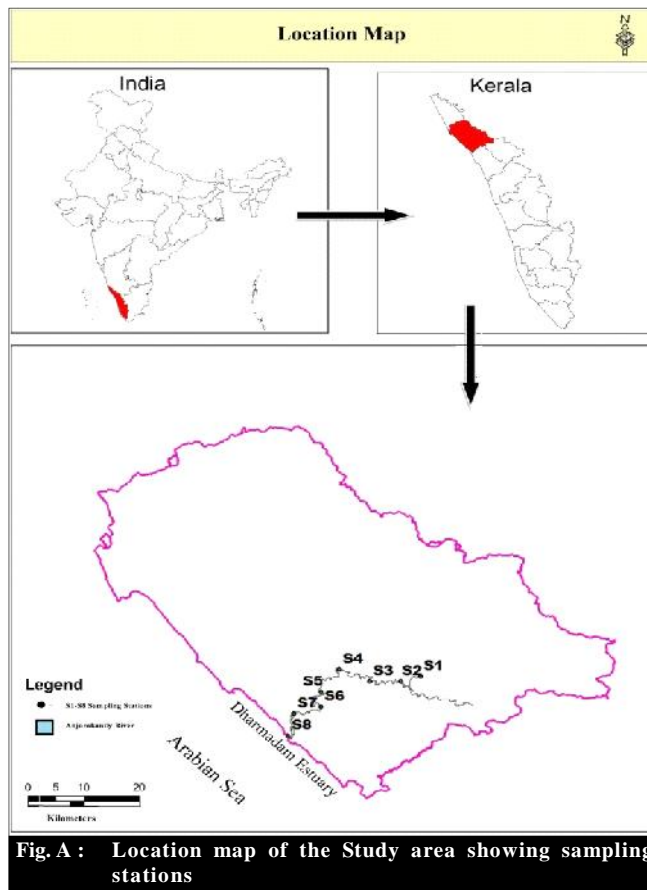 Location Map
N
India
Kerala
S4
S3
S2
S1
S5
S6
S7
S8
Dharmadam Estuary
Arabian Sea
Legend
S1-S8 Sampling Stations
Anjarakandy River
0 5 10 20
Kilometers
Fig. A : Location map of the Study area showing sampling
stations